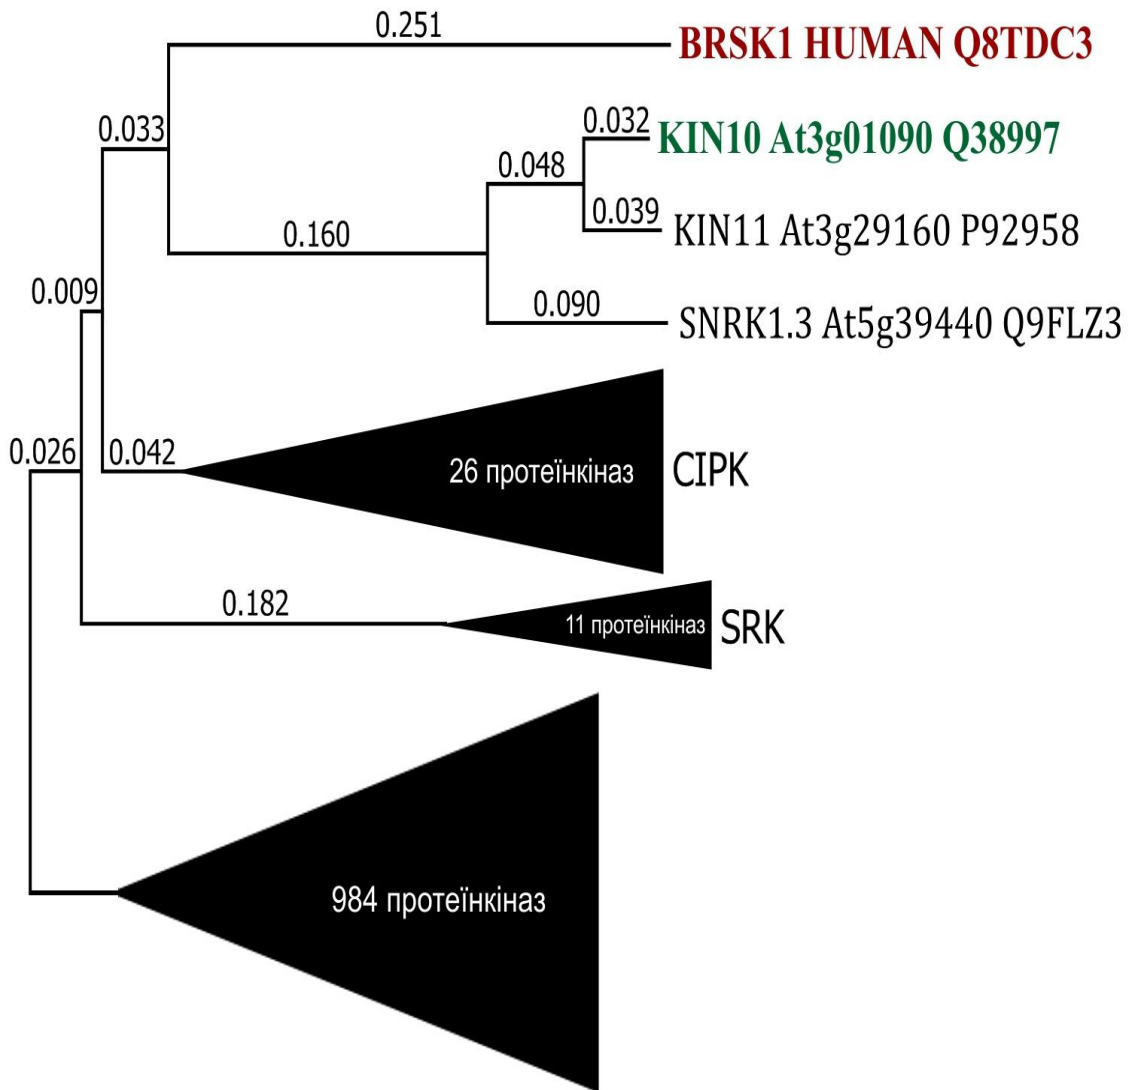 0.251
BRSK1 HUMAN Q8TDC3
0.033
0.032
KIN10 At3g01090 Q38997
0.048
0.039
KIN11 At3g29160 P92958
0.160
0.009
0.090
SNRK1.3 At5g39440 Q9FLZ3
0.026
0.042
26 протеїнкіназ
CIPK
0.182
11 протеїнкіназ
SRK
984 протеїнкіназ